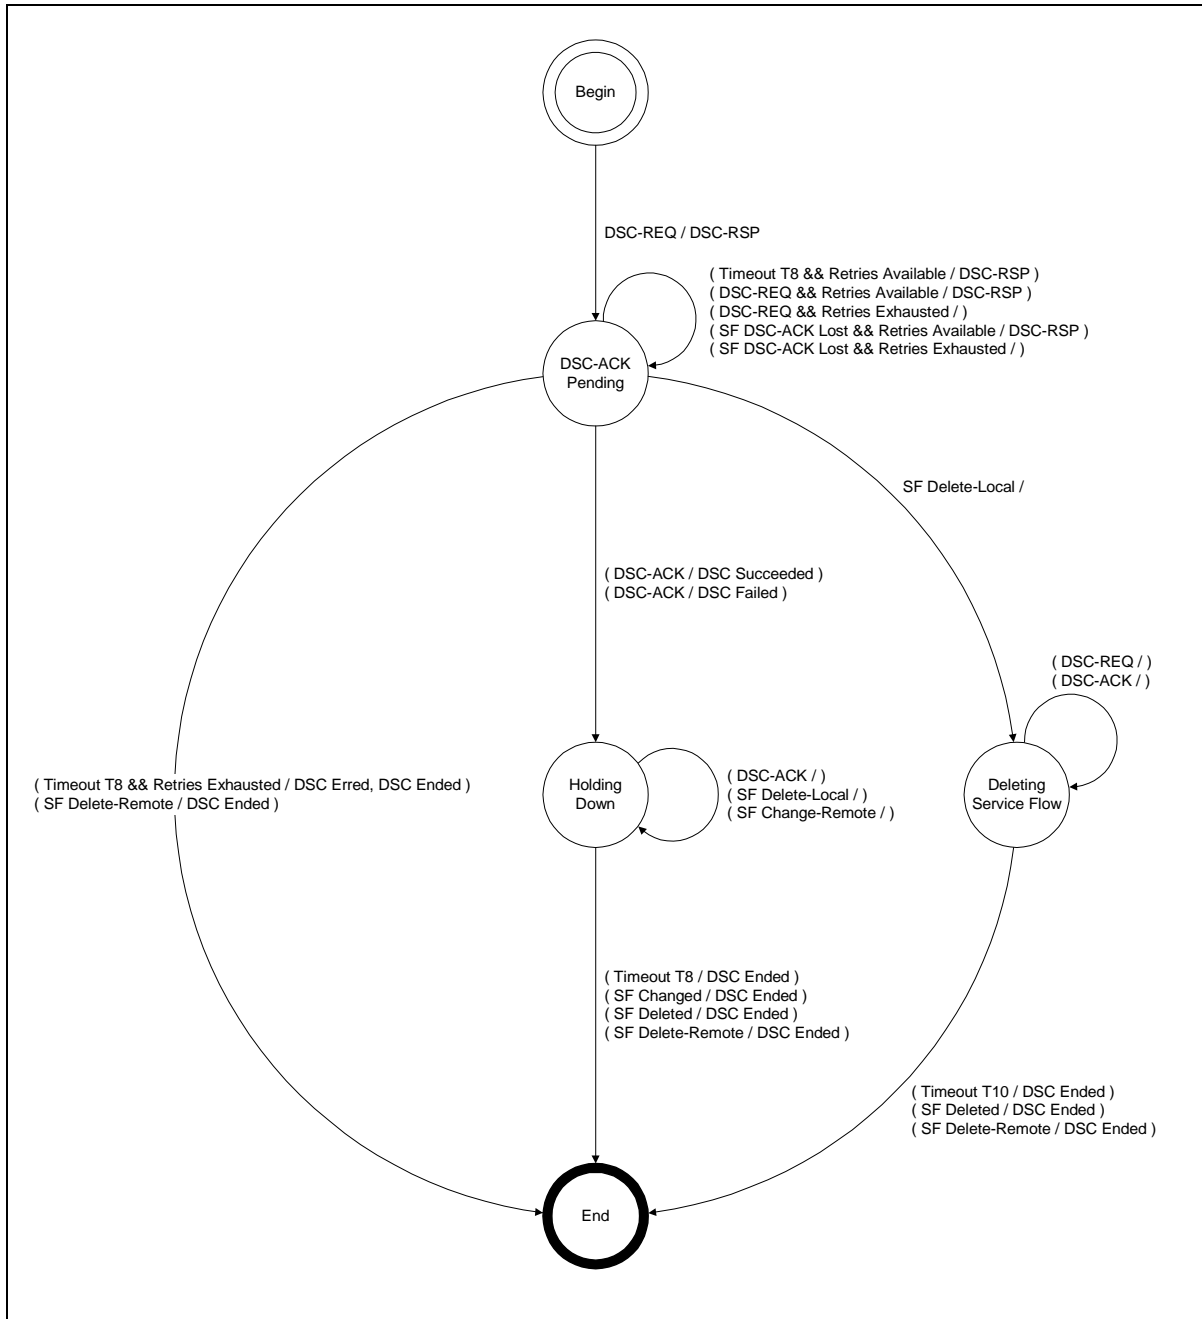 Begin
DSC-REQ / DSC-RSP
( Timeout T8 && Retries Available / DSC-RSP )
( DSC-REQ && Retries Available / DSC-RSP )
( DSC-REQ && Retries Exhausted / )
( SF DSC-ACK Lost && Retries Available / DSC-RSP )
( SF DSC-ACK Lost && Retries Exhausted / )
DSC-ACK
Pending
SF Delete-Local /
( DSC-ACK / DSC Succeeded )
( DSC-ACK / DSC Failed )
( DSC-REQ / )
( DSC-ACK / )
( Timeout T8 && Retries Exhausted / DSC Erred, DSC Ended )
( SF Delete-Remote / DSC Ended )
Holding
Down
( DSC-ACK / )
( SF Delete-Local / )
( SF Change-Remote / )
Deleting
Service Flow
( Timeout T8 / DSC Ended )
( SF Changed / DSC Ended )
( SF Deleted / DSC Ended )
( SF Delete-Remote / DSC Ended )
( Timeout T10 / DSC Ended )
( SF Deleted / DSC Ended )
( SF Delete-Remote / DSC Ended )
End